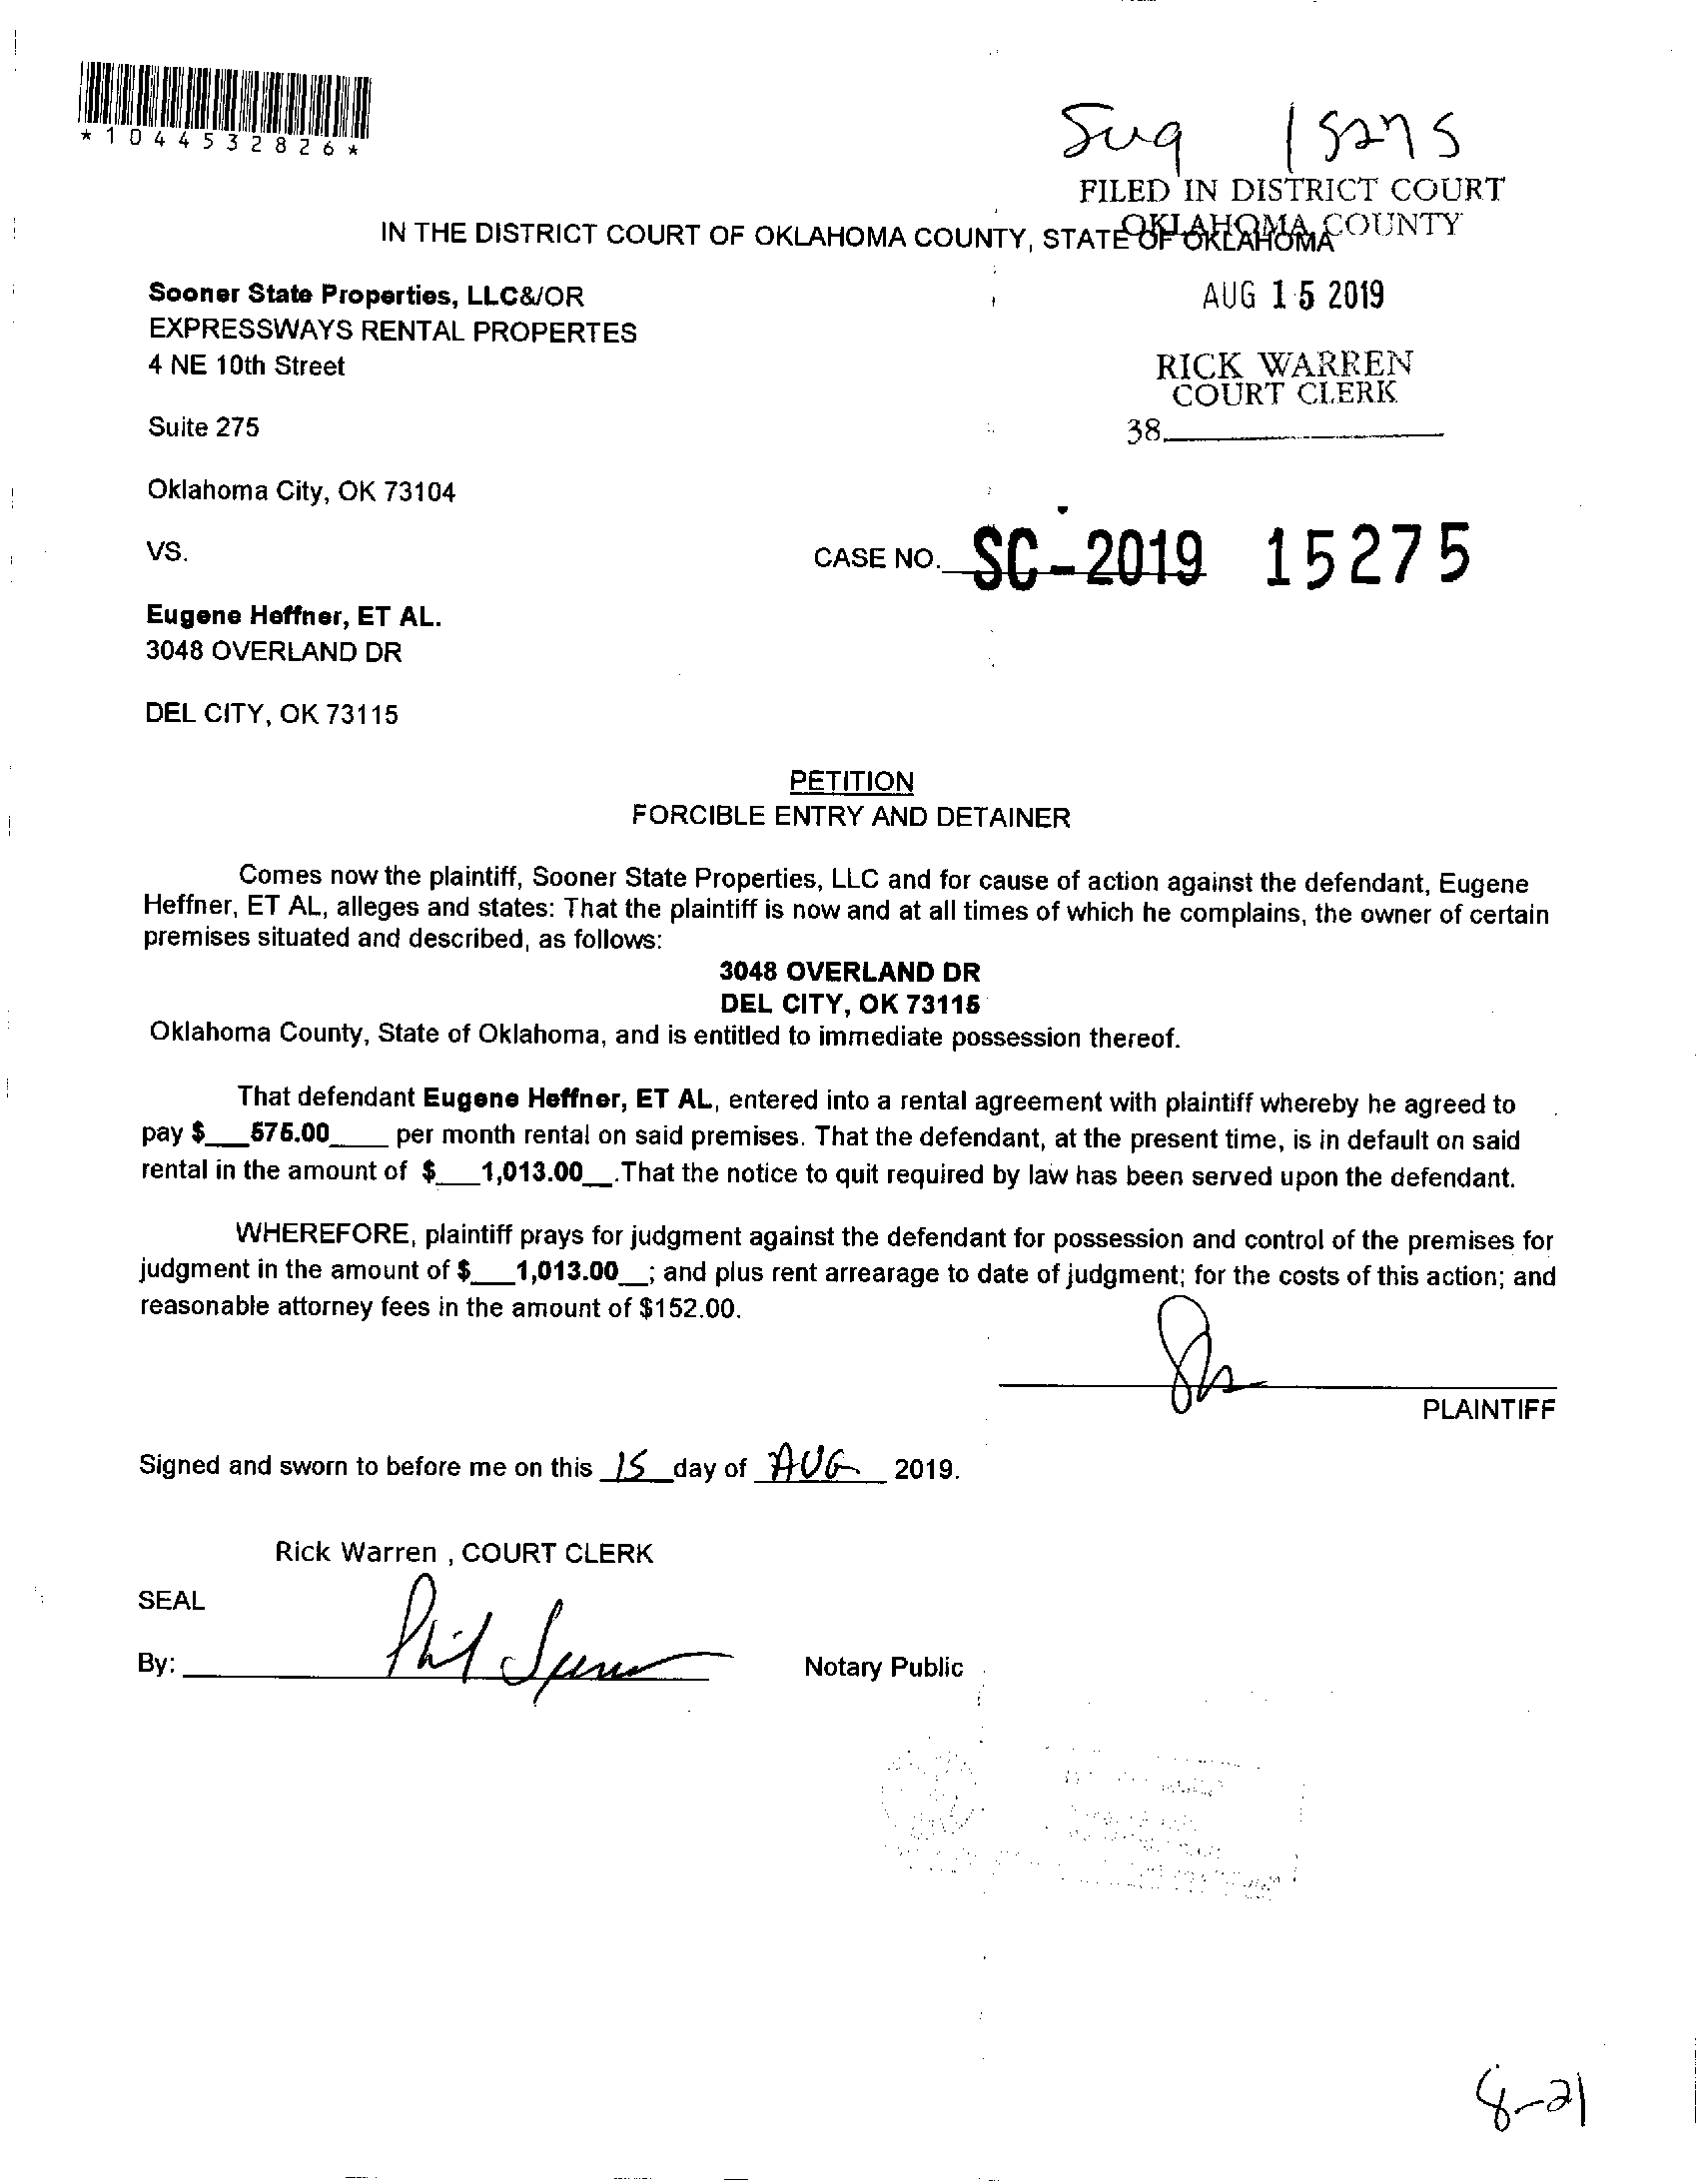 *1044532826*
15275
FILED IN DISTRICT COURT
OKLAHOMA COUNTY
IN THE DISTRICT COURT OF OKLAHOMA COUNTY, STATE OF OKLAHOMA
Sooner State Properties, LLC&/OR
AUG 15 2019
EXPRESSWAYS RENTAL PROPERTES
4 NE 10th Street
RICK WARREN
COURT CLERK
Suite 275
38
Oklahoma City, OK 73104
VS.
CASE NO. SC-2019 15275
Eugene Heffner, ET AL.
3048 OVERLAND DR
DEL CITY, OK 73115
PETITION
FORCIBLE ENTRY AND DETAINER
Comes now the plaintiff, Sooner State Properties, LLC and for cause of action against the defendant, Eugene
Heffner, ET AL, alleges and states: That the plaintiff is now and at all times of which he complains, the owner of certain
premises situated and described, as follows:
3048 OVERLAND DR
DEL CITY, OK 73115
Oklahoma County, State of Oklahoma, and is entitled to immediate possession thereof.
That defendant Eugene Heffner, ET AL, entered into a rental agreement with plaintiff whereby he agreed to
pay $___575.00____ per month rental on said premises. That the defendant, at the present time, is in default on said
rental in the amount of $___1,013.00__.That the notice to quit required by law has been served upon the defendant.
WHEREFORE, plaintiff prays for judgment against the defendant for possession and control of the premises for
judgment in the amount of $___1,013.00__; and plus rent arrearage to date of judgment; for the costs of this action; and
reasonable attorney fees in the amount of $152.00.
PLAINTIFF
Signed and sworn to before me on this 15 day of AUG 2019.
Rick Warren , COURT CLERK
SEAL
By:
Notary Public
8-21